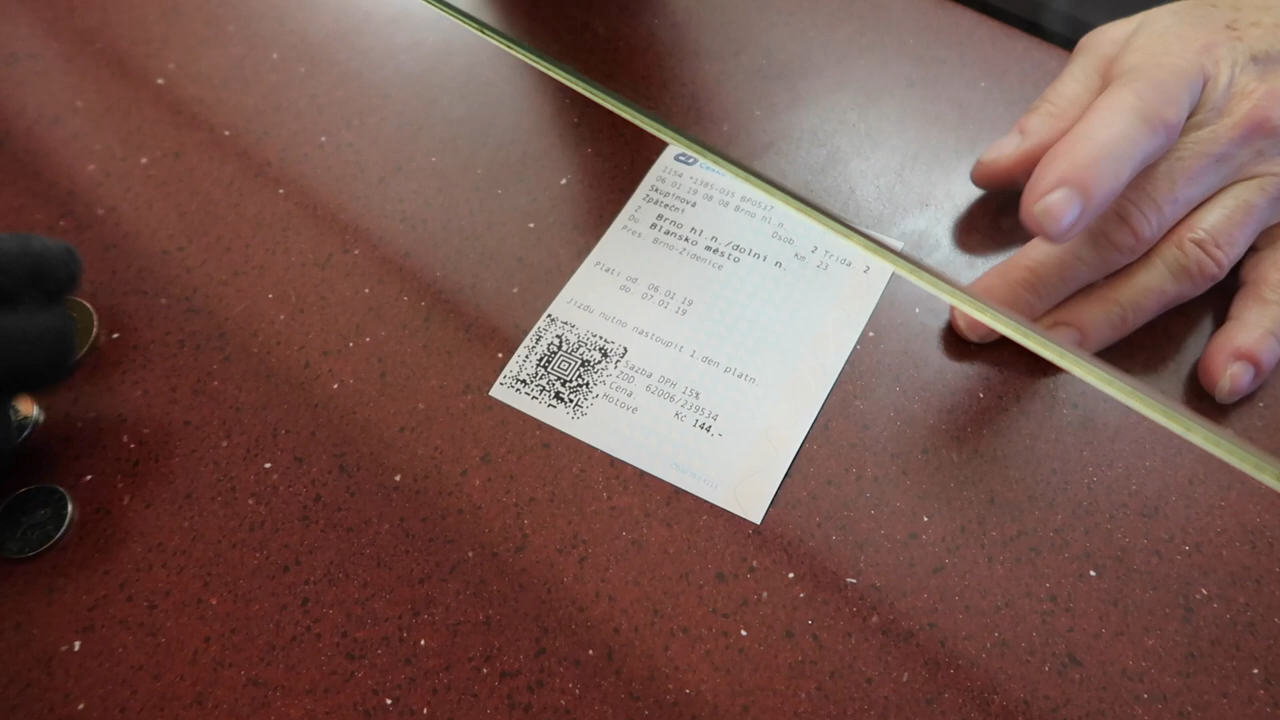 ČD České
1154 *1385-035 BP0537
06.01 19 08 08 Brno hl.n.
Skupinová Osob. 2 Třída. 2
Zpáteční Km. 23
Z Brno hl.n./dolní n.
Do Blansko město
Přes. Brno-Židenice
Platí od. 06.01 19
do. 07.01 19
Jízdu nutno nastoupit 1.den platn.
Sazba DPH 15%
ZDD. 62006/239534
Cena. Kč 144,-
Hotově